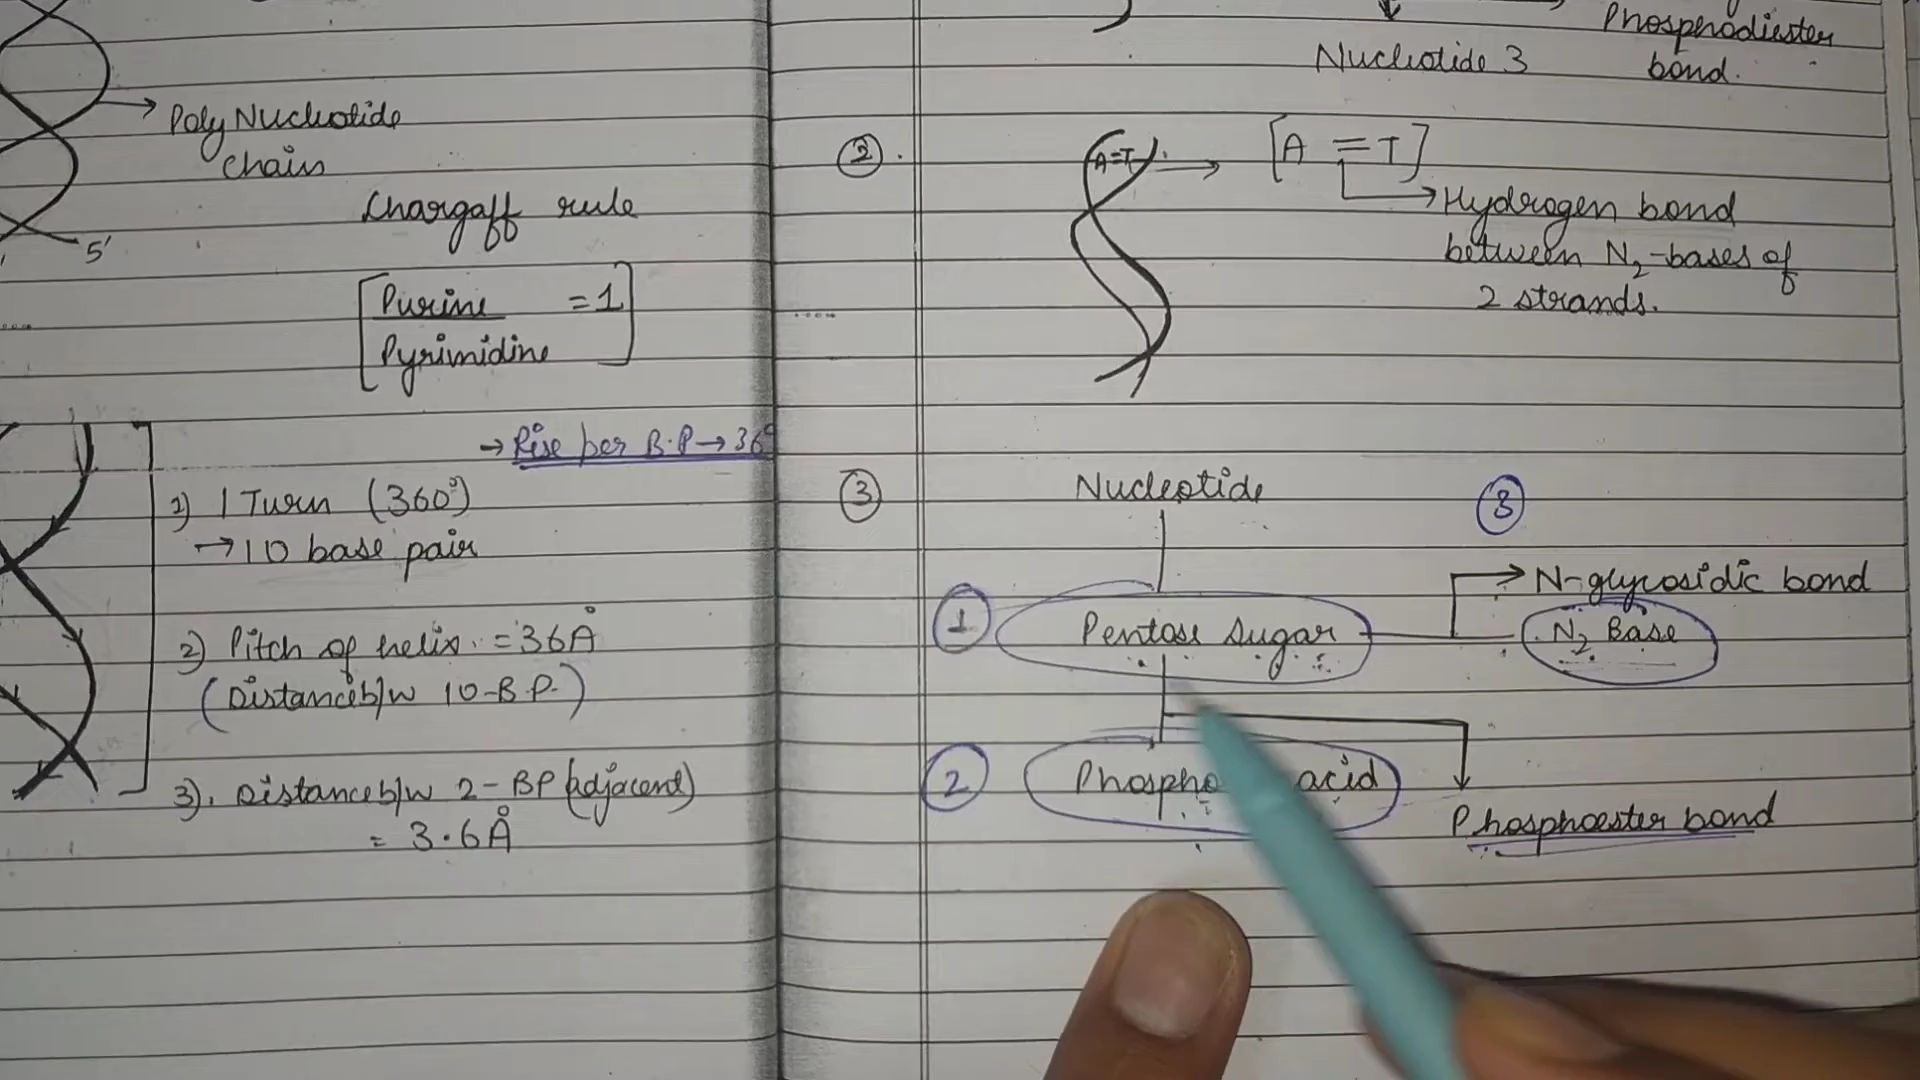 Poly Nucleotide
chain
Chargaff rule
5'
Purine = 1
Pyrimidine
→ Rise per B.P → 36°
1) 1 Turn (360°)
→ 10 base pair
2) Pitch of helix = 36Å
(Distance b/w 10-B.P.)
3). Distance b/w 2-BP (adjacent)
= 3.6Å
Phosphodiester
Nucleotide 3 bond.
② A=T → [A = T]
→ Hydrogen bond
between N2-bases of
2 strands.
③ Nucleotide ③
→ N-glycosidic bond
① Pentose sugar N2 Base
② acid
Phosphoester bond